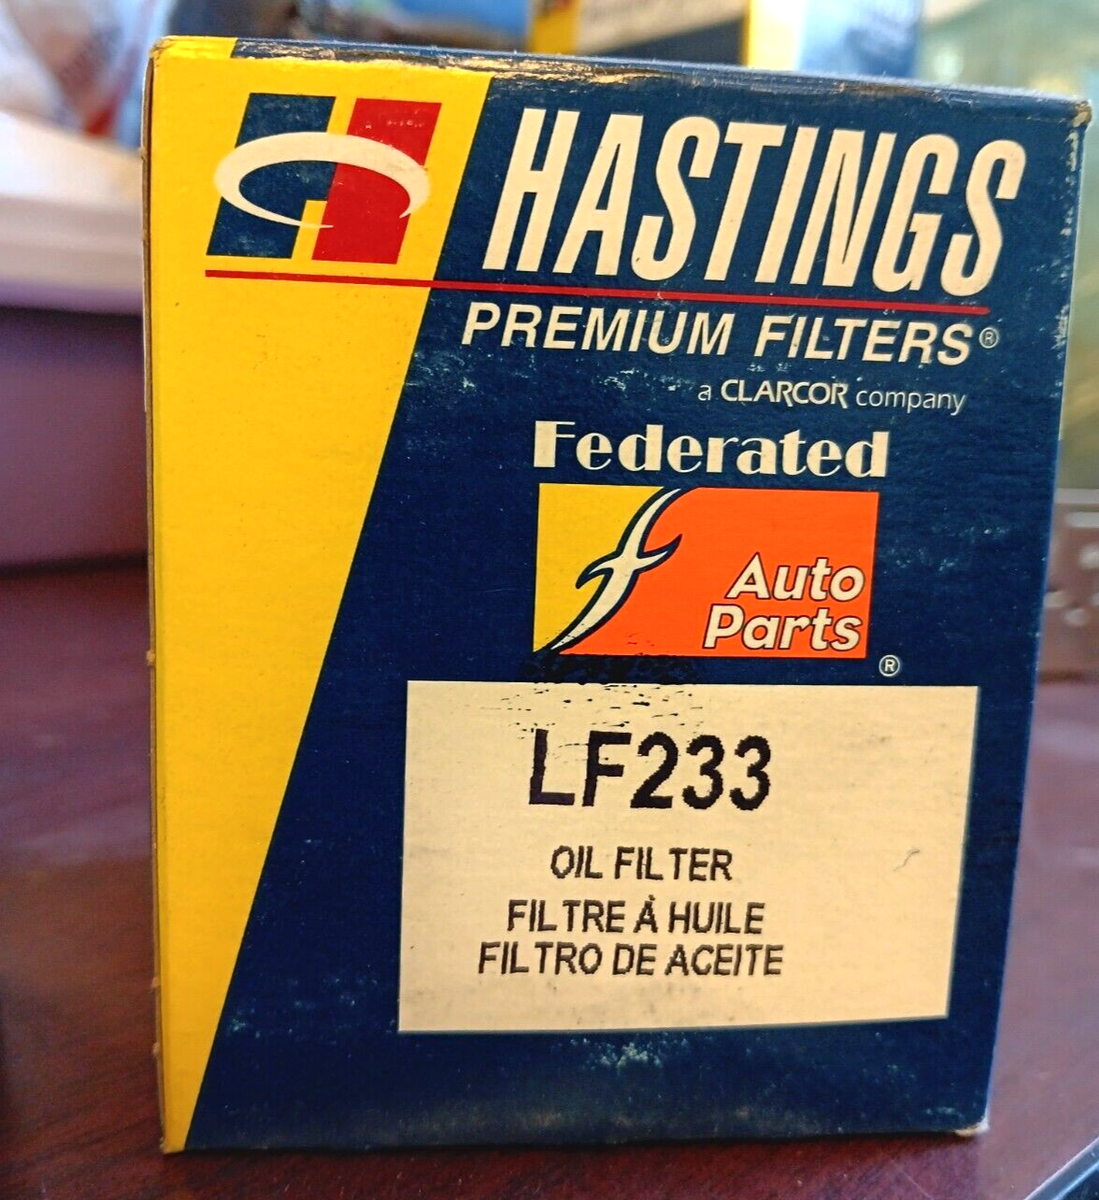 HASTINGS
PREMIUM FILTERS®
a CLARCOR company
Federated
Auto
Parts
®
LF233
OIL FILTER
FILTRE À HUILE
FILTRO DE ACEITE